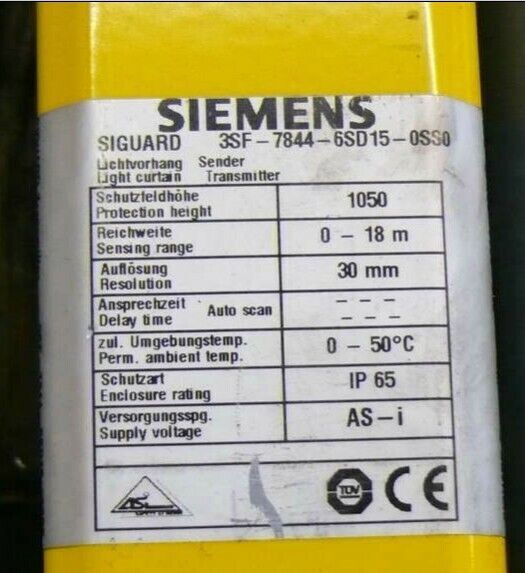 SIEMENS
SIGUARD 3SF-7844-6SD15-0SS0
Lichtvorhang Sender
Light curtain Transmitter
Schutzfeldhöhe
Protection height
1050
Reichweite
Sensing range
0 - 18 m
Auflösung
Resolution
30 mm
Ansprechzeit
Delay time
Auto scan
- - -
- - -
zul. Umgebungstemp.
Perm. ambient temp.
0 - 50°C
Schutzart
Enclosure rating
IP 65
Versorgungsspg.
Supply voltage
AS-i
TÜV
CE